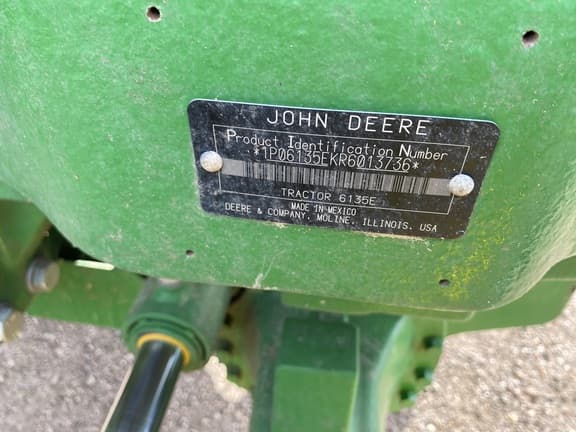 JOHN DEERE
Product Identification Number
*1P06135EKR6013736*
TRACTOR 6135E
MADE IN MEXICO
DEERE & COMPANY, MOLINE, ILLINOIS, USA